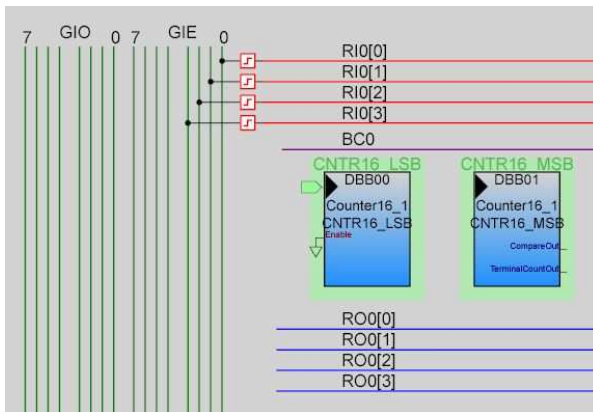 7 GIO 0 7 GIE 0
RI0[0]
RI0[1]
RI0[2]
RI0[3]
BC0
CNTR16_LSB CNTR16_MSB
DBB00 DBB01
Counter16_1 Counter16_1
CNTR16_LSB CNTR16_MSB
Enable
CompareOut
TerminalCountOut
RO0[0]
RO0[1]
RO0[2]
RO0[3]